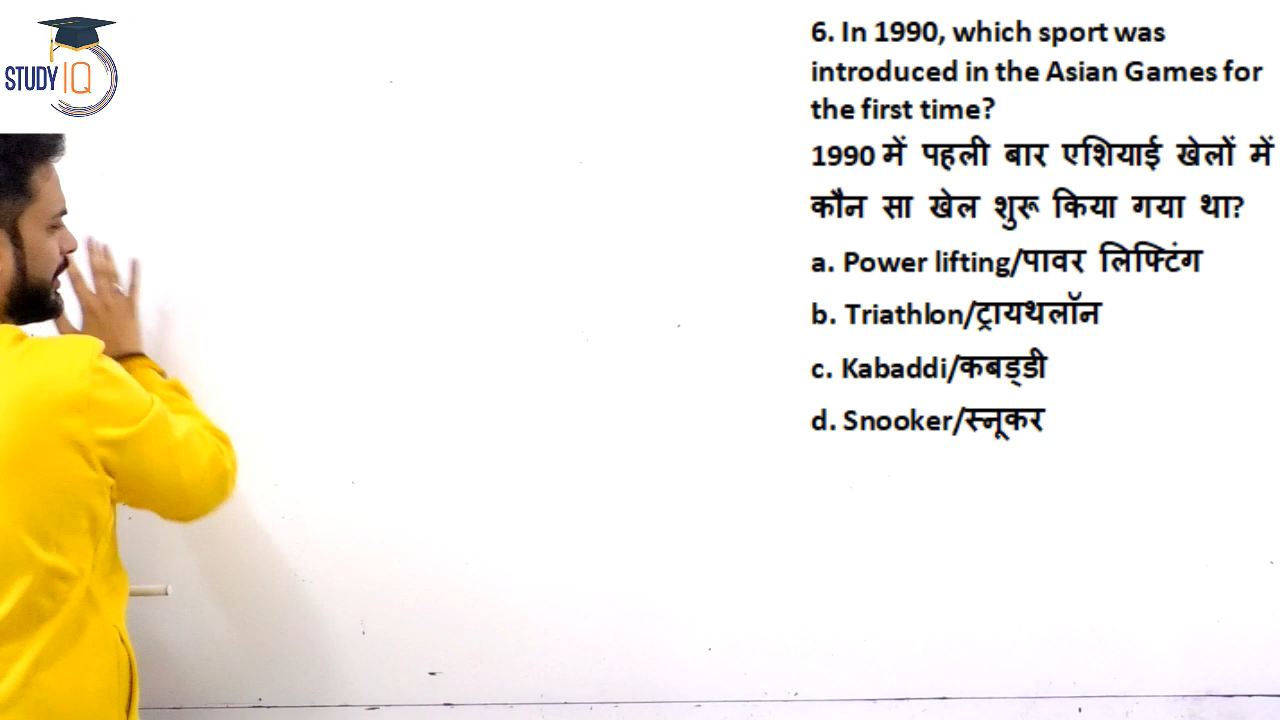 STUDY IQ
6. In 1990, which sport was
introduced in the Asian Games for
the first time?
1990 में पहली बार एशियाई खेलों में
कौन सा खेल शुरू किया गया था?
a. Power lifting/पावर लिफ्टिंग
b. Triathlon/ट्रायथलॉन
c. Kabaddi/कबड्डी
d. Snooker/स्नूकर